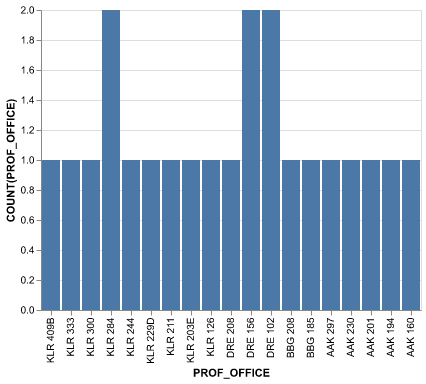 2.0
1.8
1.6
1.4
1.2
1.0
0.8
0.6
0.4
0.2
0.0
COUNT(PROF_OFFICE)
KLR 409B
KLR 333
KLR 300
KLR 284
KLR 244
KLR 229D
KLR 211
KLR 203E
KLR 126
DRE 208
DRE 156
DRE 102
BBG 208
BBG 185
AAK 297
AAK 230
AAK 201
AAK 194
AAK 160
PROF_OFFICE